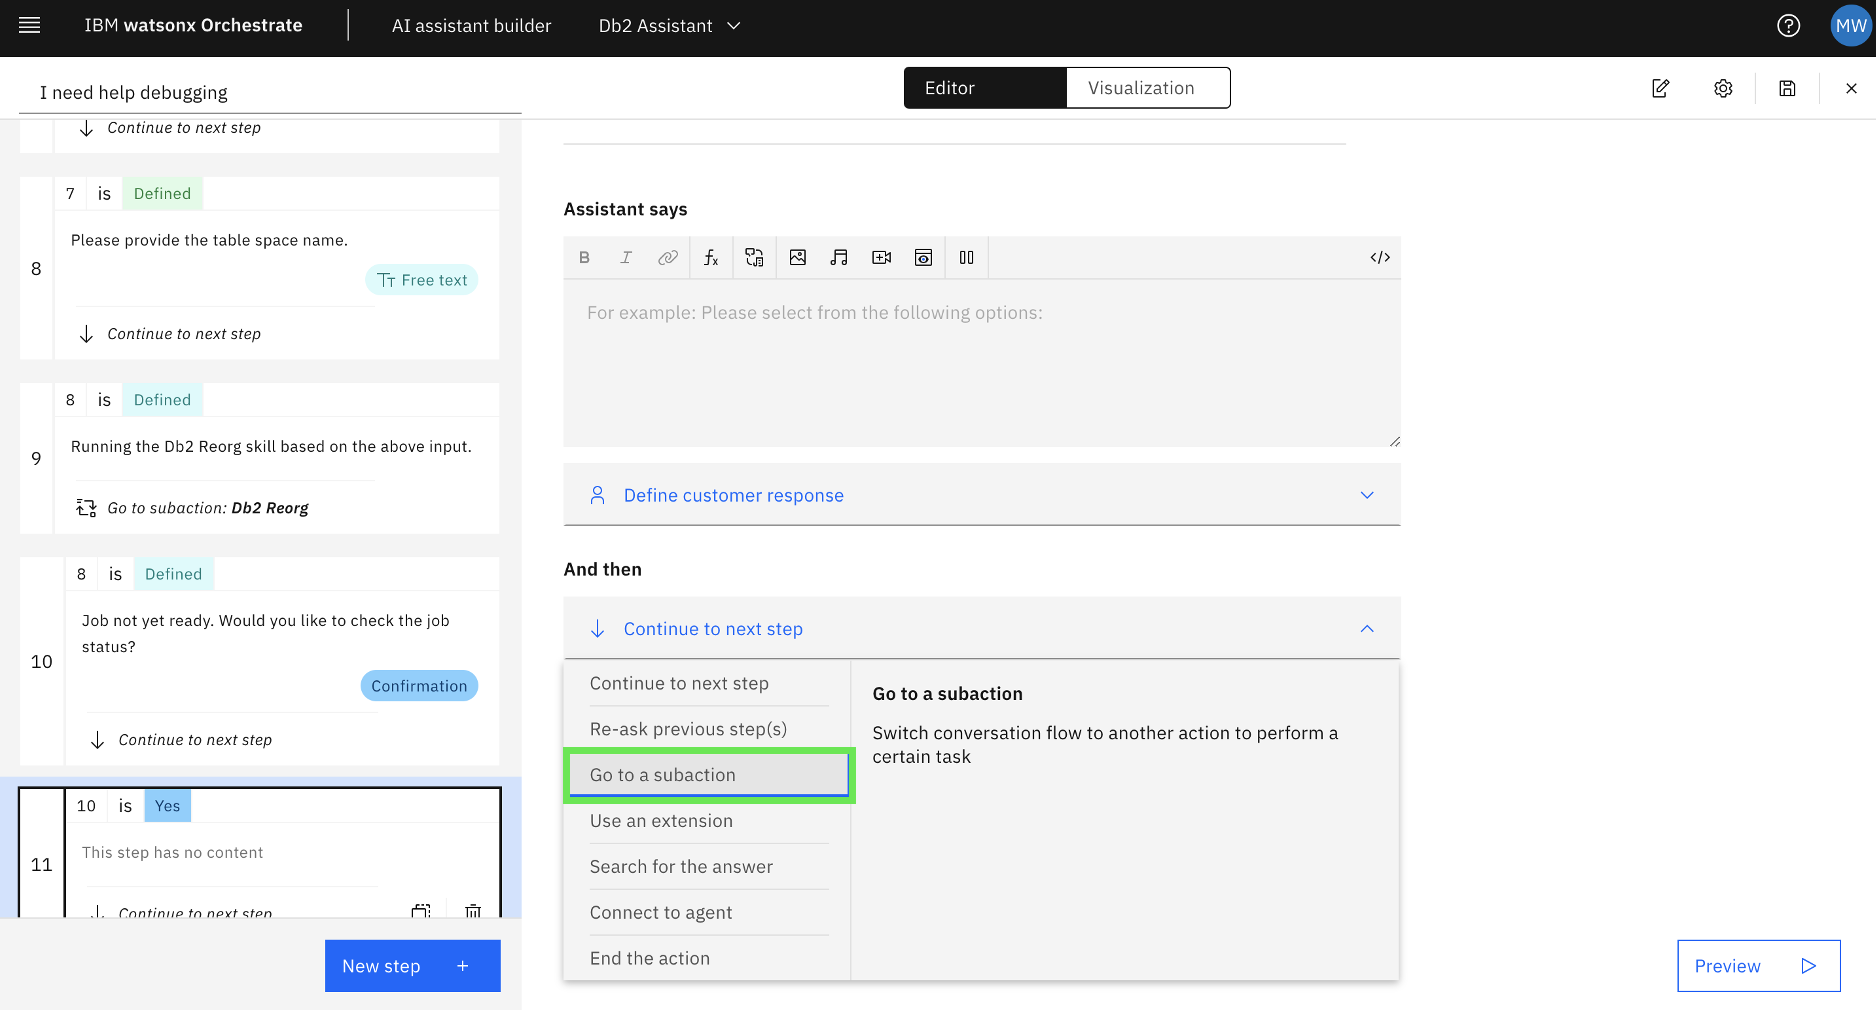 IBM watsonx Orchestrate
AI assistant builder
Db2 Assistant
MW
I need help debugging
Editor
Visualization
Continue to next step
7 is Defined
8
Please provide the table space name.
Free text
Continue to next step
8 is Defined
9
Running the Db2 Reorg skill based on the above input.
Go to subaction: Db2 Reorg
8 is Defined
10
Job not yet ready. Would you like to check the job
status?
Confirmation
Continue to next step
10 is Yes
11
This step has no content
Continue to next step
New step +
Assistant says
B I
fx
</>
For example: Please select from the following options:
Define customer response
And then
Continue to next step
Continue to next step
Re-ask previous step(s)
Go to a subaction
Use an extension
Search for the answer
Connect to agent
End the action
Go to a subaction
Switch conversation flow to another action to perform a
certain task
Preview